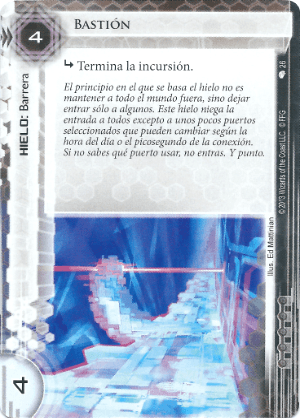 4
BASTIÓN
HIELO: Barrera
Termina la incursión.
El principio en el que se basa el hielo no es
mantener a todo el mundo fuera, sino dejar
entrar sólo a algunos. Este hielo niega la
entrada a todos excepto a unos pocos puertos
seleccionados que pueden cambiar según la
hora del día o el picosegundo de la conexión.
Si no sabes qué puerto usar, no entras. Y punto.
Illus. Ed Mattinian
© 2013 Wizards of the Coast LLC. © FFG
28
4